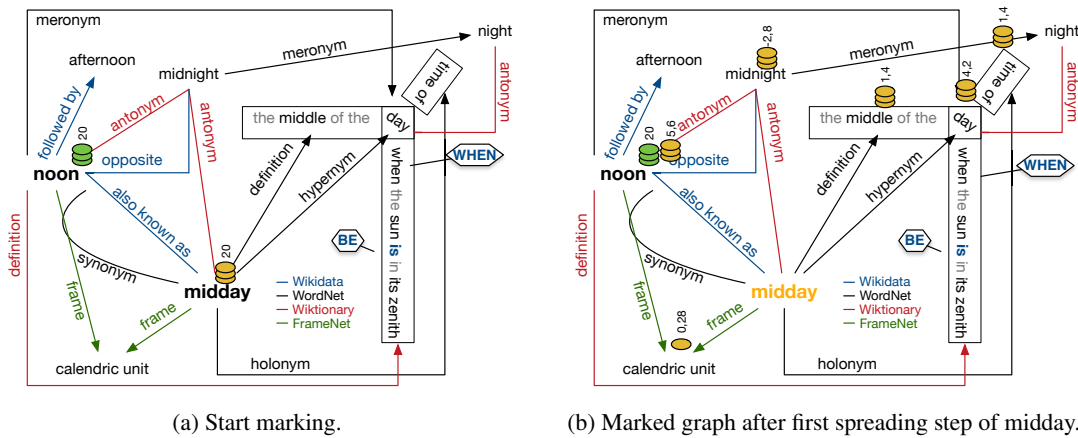 meronym
night
meronym
afternoon
midnight
time of
antonym
followed by
antonym
antonym
20
the middle of the
day
noon
opposite
definition
hypernym
when the sun is in its zenith
WHEN
also known as
definition
synonym
BE
20
midday
Wikidata
WordNet
Wiktionary
FrameNet
frame
frame
calendric unit
holonym
(a) Start marking.
meronym
1,4
night
-2,8
meronym
afternoon
midnight
1,4
4,2
time of
antonym
followed by
antonym
antonym
20
5,6
the middle of the
day
noon
opposite
definition
hypernym
when the sun is in its zenith
WHEN
also known as
definition
synonym
BE
midday
Wikidata
WordNet
Wiktionary
FrameNet
frame
frame
0,28
calendric unit
holonym
(b) Marked graph after first spreading step of midday.